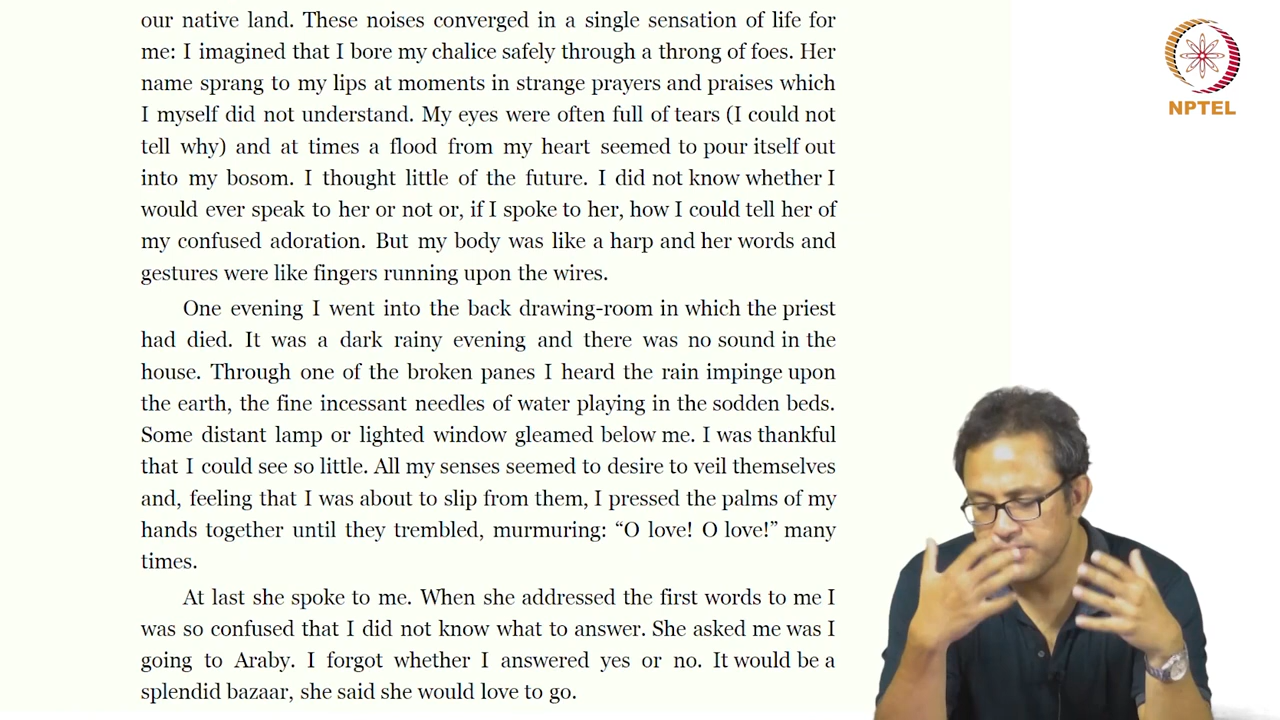 our native land. These noises converged in a single sensation of life for
me: I imagined that I bore my chalice safely through a throng of foes. Her
name sprang to my lips at moments in strange prayers and praises which
I myself did not understand. My eyes were often full of tears (I could not
tell why) and at times a flood from my heart seemed to pour itself out
into my bosom. I thought little of the future. I did not know whether I
would ever speak to her or not or, if I spoke to her, how I could tell her of
my confused adoration. But my body was like a harp and her words and
gestures were like fingers running upon the wires.
One evening I went into the back drawing-room in which the priest
had died. It was a dark rainy evening and there was no sound in the
house. Through one of the broken panes I heard the rain impinge upon
the earth, the fine incessant needles of water playing in the sodden beds.
Some distant lamp or lighted window gleamed below me. I was thankful
that I could see so little. All my senses seemed to desire to veil themselves
and, feeling that I was about to slip from them, I pressed the palms of my
hands together until they trembled, murmuring: “O love! O love!” many
times.
At last she spoke to me. When she addressed the first words to me I
was so confused that I did not know what to answer. She asked me was I
going to Araby. I forgot whether I answered yes or no. It would be a
splendid bazaar, she said she would love to go.
NPTEL